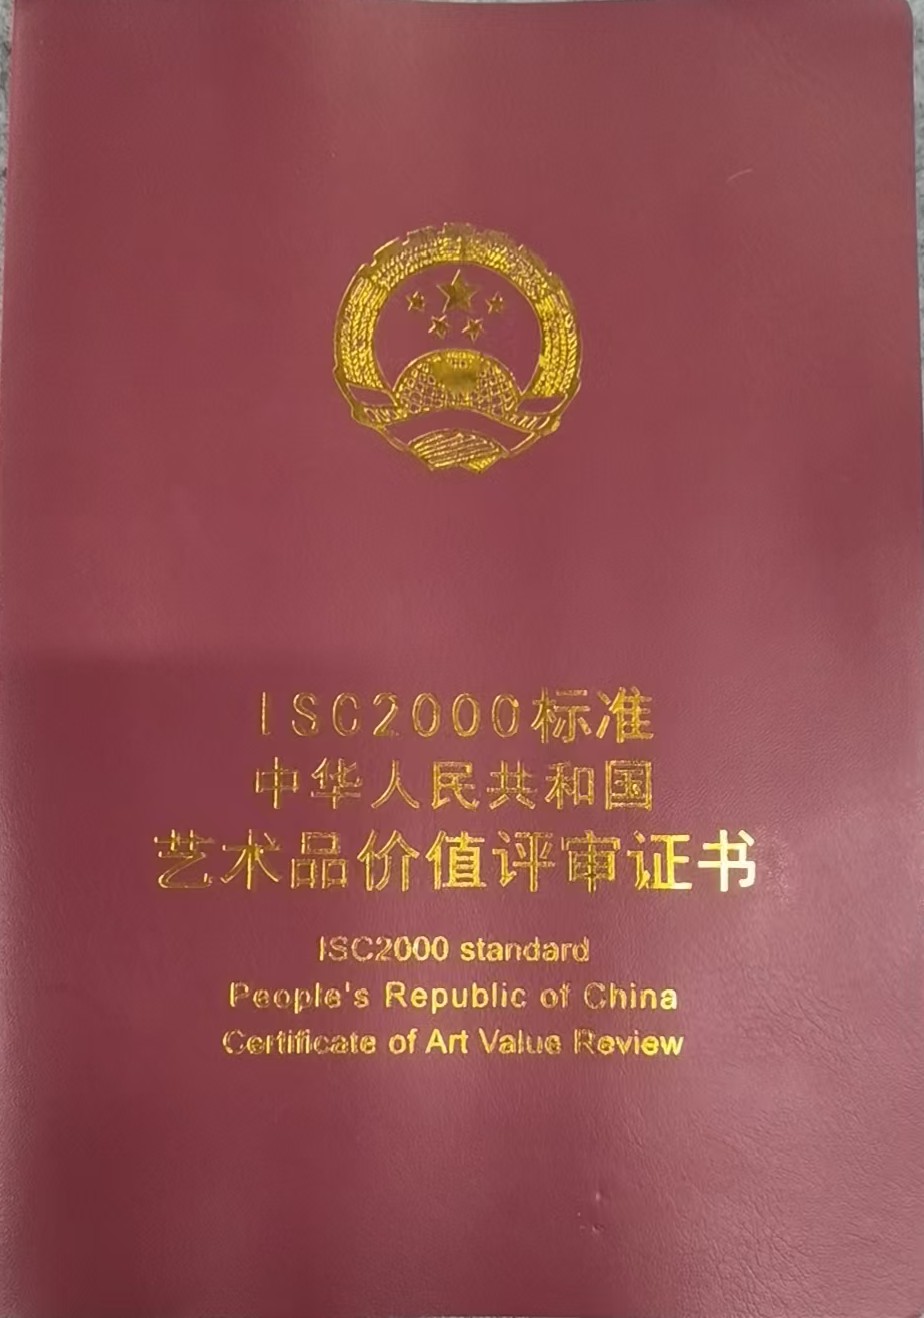 ISC2000标准
中华人民共和国
艺术品价值评审证书
ISC2000 standard
People's Republic of China
Certificate of Art Value Review